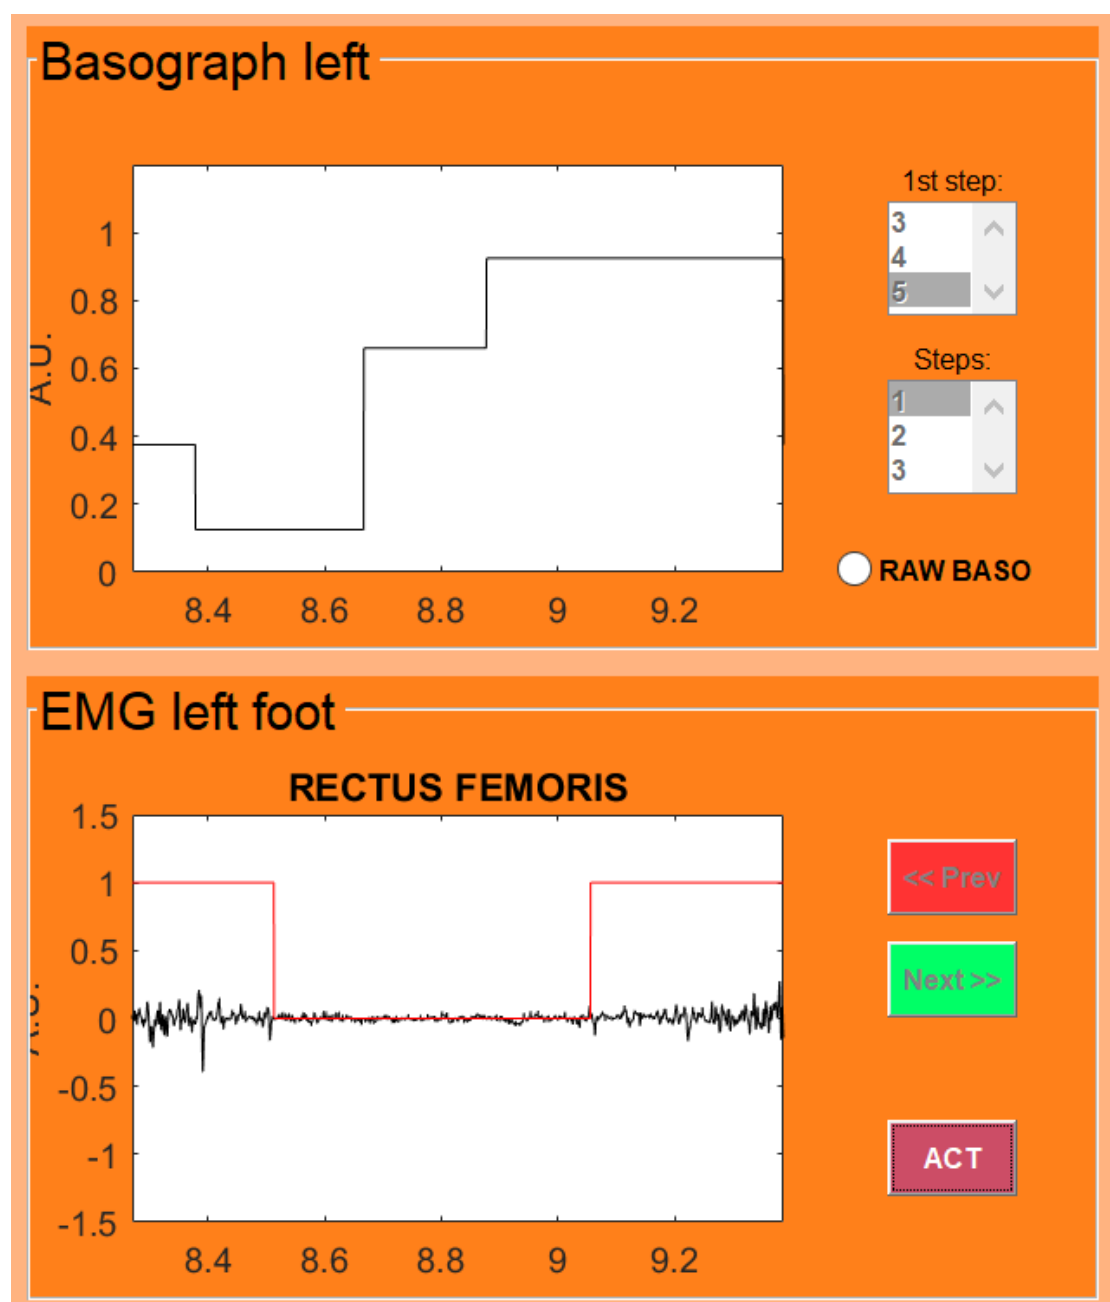 Basograph left
1
0.8
0.6
0.4
0.2
0
A.U.
8.4 8.6 8.8 9 9.2
1st step:
3
4
5
Steps:
1
2
3
RAW BASO
EMG left foot
RECTUS FEMORIS
1.5
1
0.5
0
-0.5
-1
-1.5
8.4 8.6 8.8 9 9.2
<< Prev
Next >>
ACT